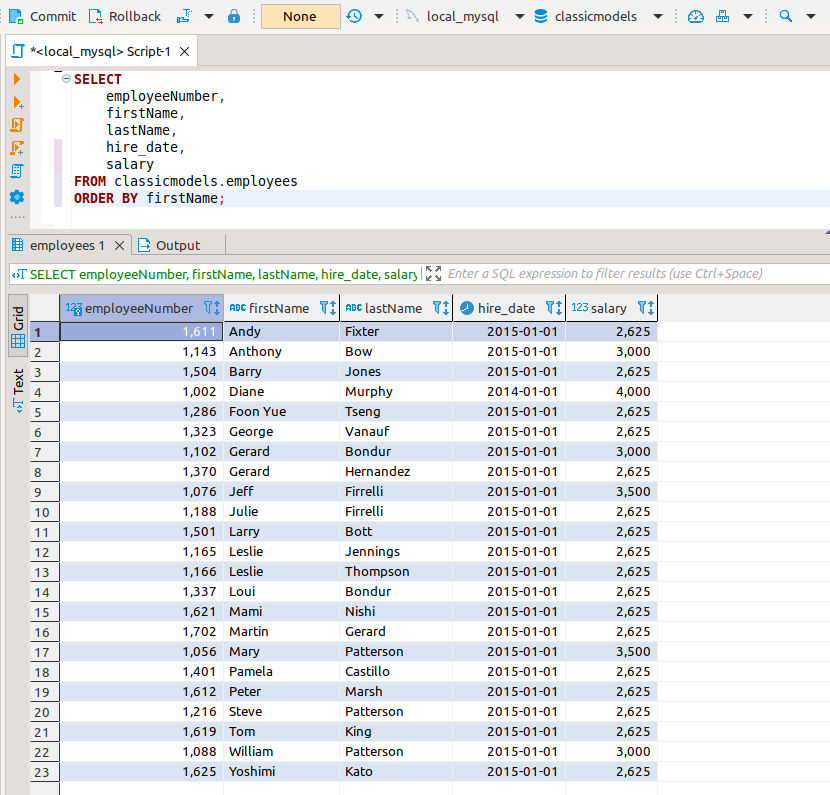 Commit Rollback None local_mysql classicmodels
*<local_mysql> Script-1
SELECT
employeeNumber,
firstName,
lastName,
hire_date,
salary
FROM classicmodels.employees
ORDER BY firstName;
employees 1 Output
SELECT employeeNumber, firstName, lastName, hire_date, salary Enter a SQL expression to filter results (use Ctrl+Space)
Grid
Text
123 employeeNumber ABC firstName ABC lastName hire_date 123 salary
1 1,611 Andy Fixter 2015-01-01 2,625
2 1,143 Anthony Bow 2015-01-01 3,000
3 1,504 Barry Jones 2015-01-01 2,625
4 1,002 Diane Murphy 2014-01-01 4,000
5 1,286 Foon Yue Tseng 2015-01-01 2,625
6 1,323 George Vanauf 2015-01-01 2,625
7 1,102 Gerard Bondur 2015-01-01 3,000
8 1,370 Gerard Hernandez 2015-01-01 2,625
9 1,076 Jeff Firrelli 2015-01-01 3,500
10 1,188 Julie Firrelli 2015-01-01 2,625
11 1,501 Larry Bott 2015-01-01 2,625
12 1,165 Leslie Jennings 2015-01-01 2,625
13 1,166 Leslie Thompson 2015-01-01 2,625
14 1,337 Loui Bondur 2015-01-01 2,625
15 1,621 Mami Nishi 2015-01-01 2,625
16 1,702 Martin Gerard 2015-01-01 2,625
17 1,056 Mary Patterson 2015-01-01 3,500
18 1,401 Pamela Castillo 2015-01-01 2,625
19 1,612 Peter Marsh 2015-01-01 2,625
20 1,216 Steve Patterson 2015-01-01 2,625
21 1,619 Tom King 2015-01-01 2,625
22 1,088 William Patterson 2015-01-01 3,000
23 1,625 Yoshimi Kato 2015-01-01 2,625